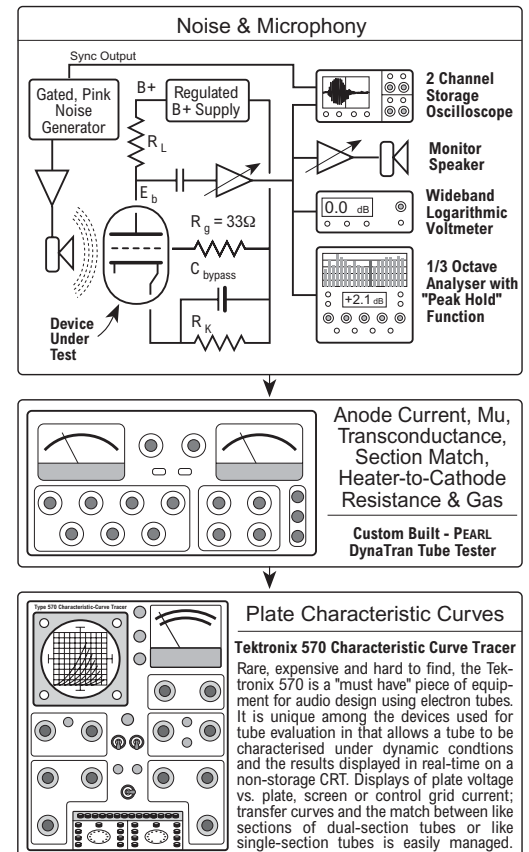 Noise & Microphony
Sync Output
Gated, Pink
Noise
Generator
B+
Regulated
B+ Supply
R L
E b
R g = 33Ω
C bypass
R K
Device
Under
Test
2 Channel
Storage
Oscilloscope
Monitor
Speaker
0.0 dB
Wideband
Logarithmic
Voltmeter
+2.1 dB
1/3 Octave
Analyser with
"Peak Hold"
Function
Anode Current, Mu,
Transconductance,
Section Match,
Heater-to-Cathode
Resistance & Gas
Custom Built - PEARL
DynaTran Tube Tester
Type 570 Characteristic-Curve Tracer
Plate Characteristic Curves
Tektronix 570 Characteristic Curve Tracer
Rare, expensive and hard to find, the Tek-
tronix 570 is a "must have" piece of equip-
ment for audio design using electron tubes.
It is unique among the devices used for
tube evaluation in that allows a tube to be
characterised under dynamic condtions
and the results displayed in real-time on a
non-storage CRT. Displays of plate voltage
vs. plate, screen or control grid current;
transfer curves and the match between like
sections of dual-section tubes or like
single-section tubes is easily managed.